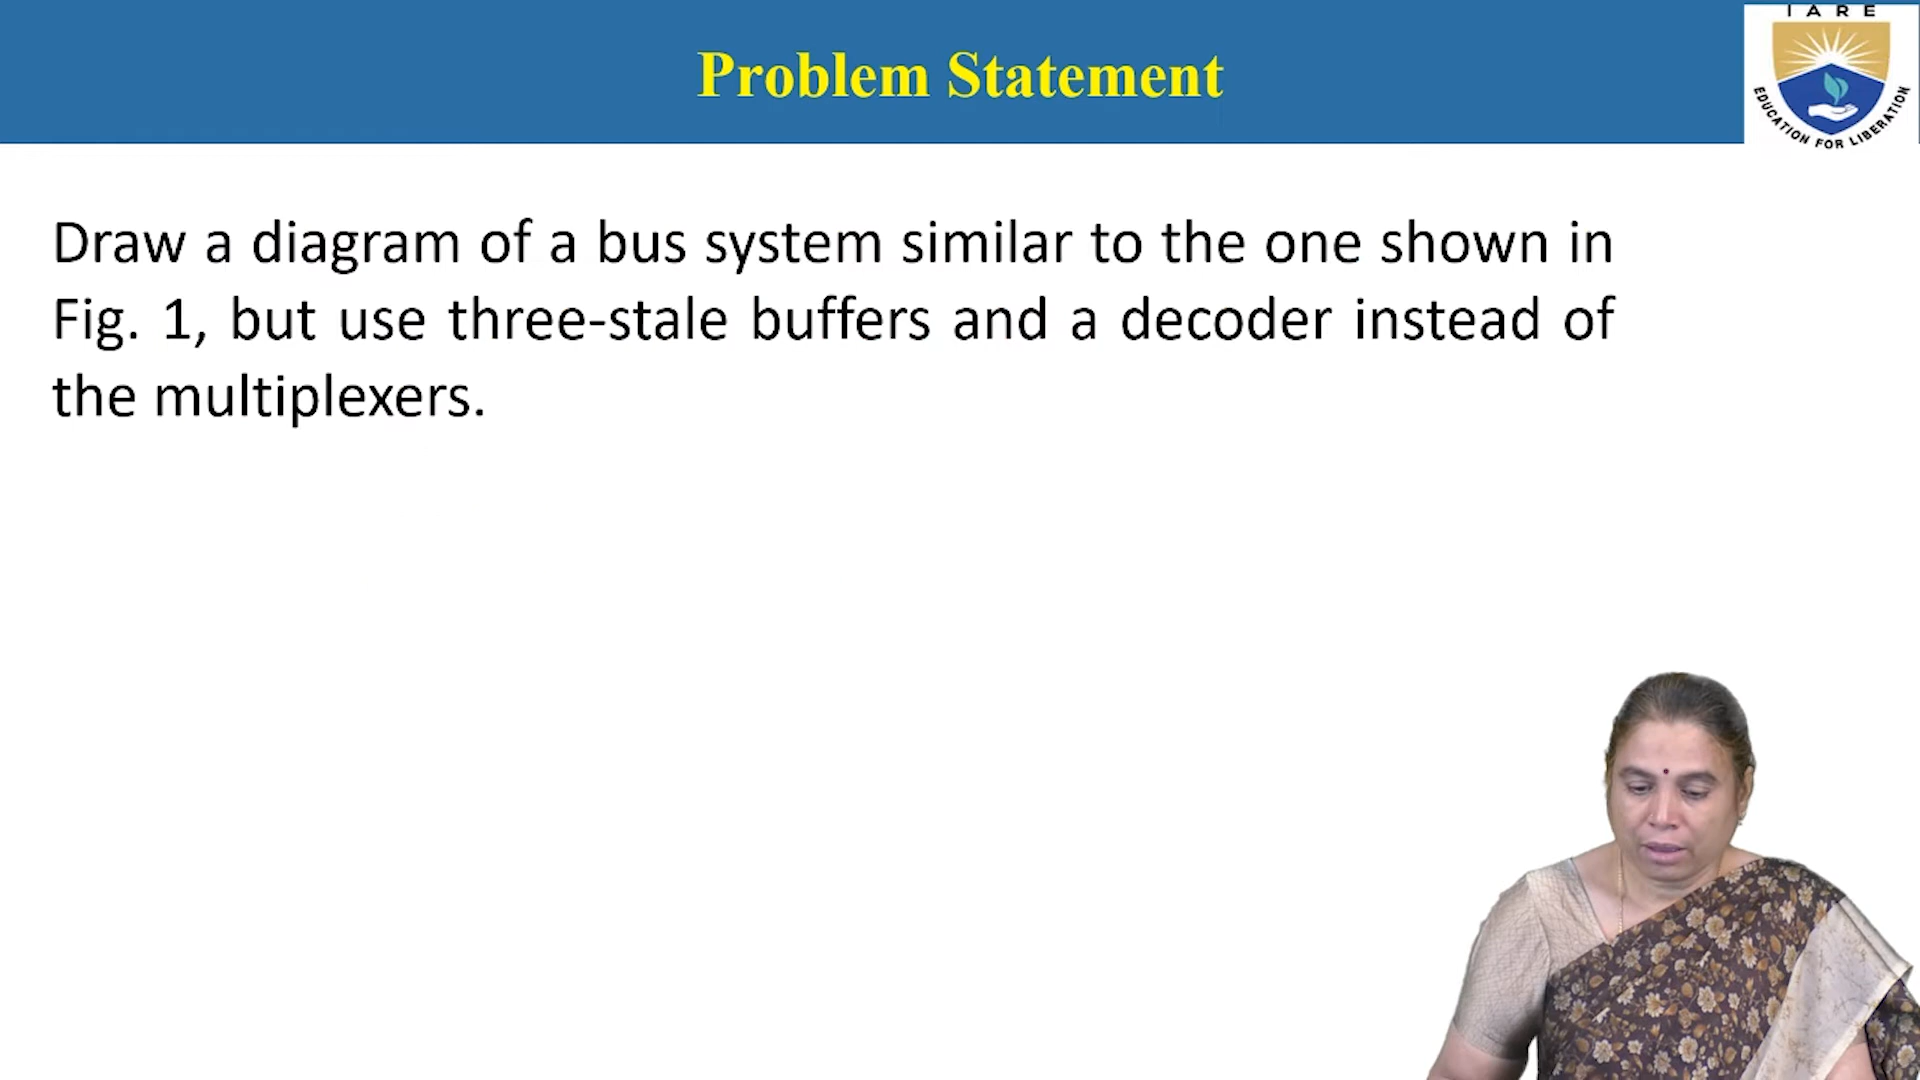 I A R E
Problem Statement
EDUCATION FOR LIBERATION
Draw a diagram of a bus system similar to the one shown in
Fig. 1, but use three-stale buffers and a decoder instead of
the multiplexers.